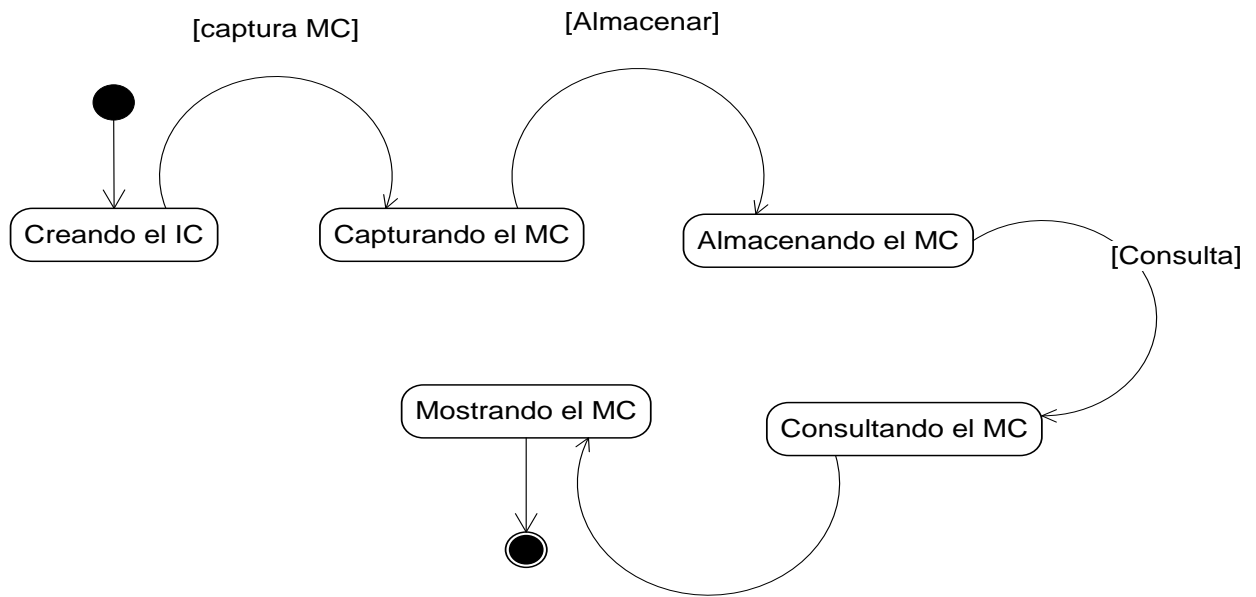 [captura MC]
[Almacenar]
Creando el IC
Capturando el MC
Almacenando el MC
[Consulta]
Mostrando el MC
Consultando el MC